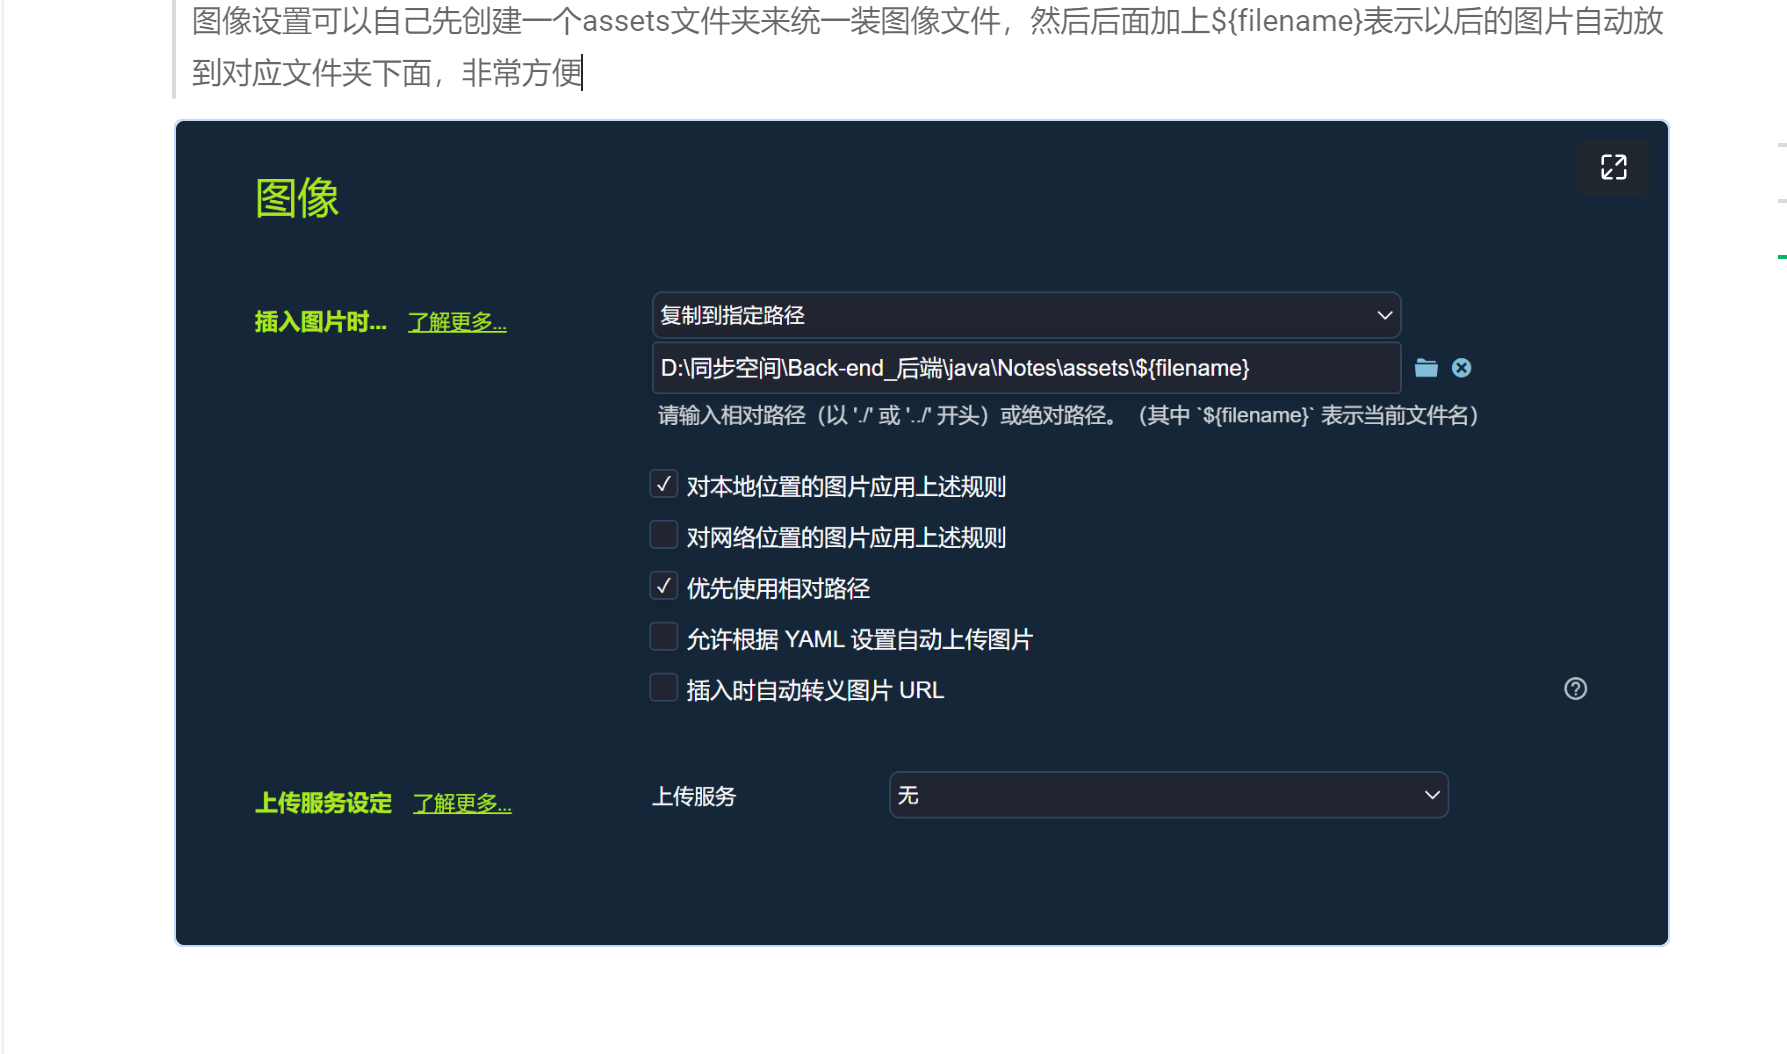 图像设置可以自己先创建一个assets文件夹来统一装图像文件，然后后面加上${filename}表示以后的图片自动放
到对应文件夹下面，非常方便
图像
插入图片时... 了解更多...
复制到指定路径
D:\同步空间\Back-end_后端\java\Notes\assets\${filename}
请输入相对路径（以 './' 或 '../' 开头）或绝对路径。（其中 `${filename}` 表示当前文件名）
对本地位置的图片应用上述规则
对网络位置的图片应用上述规则
优先使用相对路径
允许根据 YAML 设置自动上传图片
插入时自动转义图片 URL
上传服务设定 了解更多...
上传服务 无